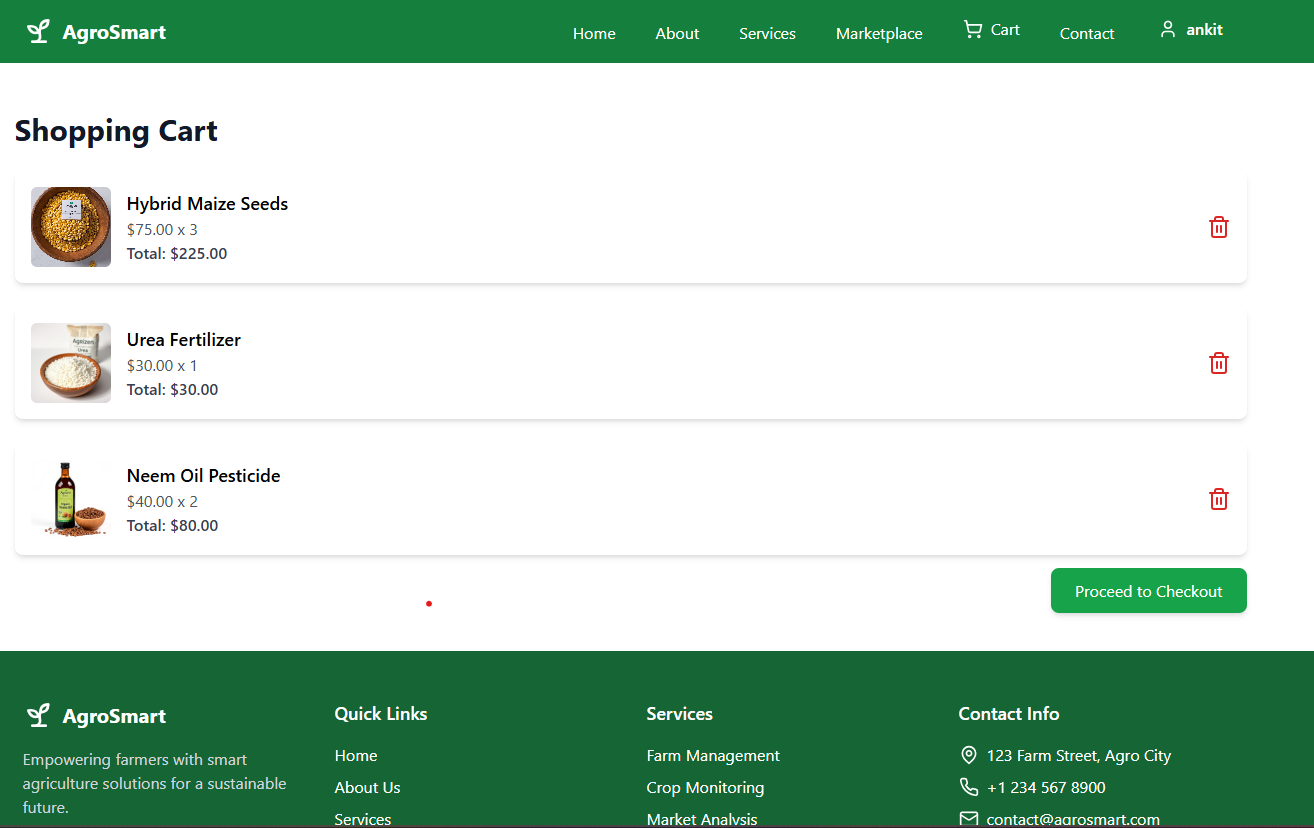 AgroSmart
Home
About
Services
Marketplace
Cart
Contact
ankit
Shopping Cart
Hybrid Maize Seeds
$75.00 x 3
Total: $225.00
Urea Fertilizer
$30.00 x 1
Total: $30.00
Neem Oil Pesticide
$40.00 x 2
Total: $80.00
Proceed to Checkout
AgroSmart
Empowering farmers with smart
agriculture solutions for a sustainable
future.
Quick Links
Home
About Us
Services
Services
Farm Management
Crop Monitoring
Market Analysis
Contact Info
123 Farm Street, Agro City
+1 234 567 8900
contact@agrosmart.com